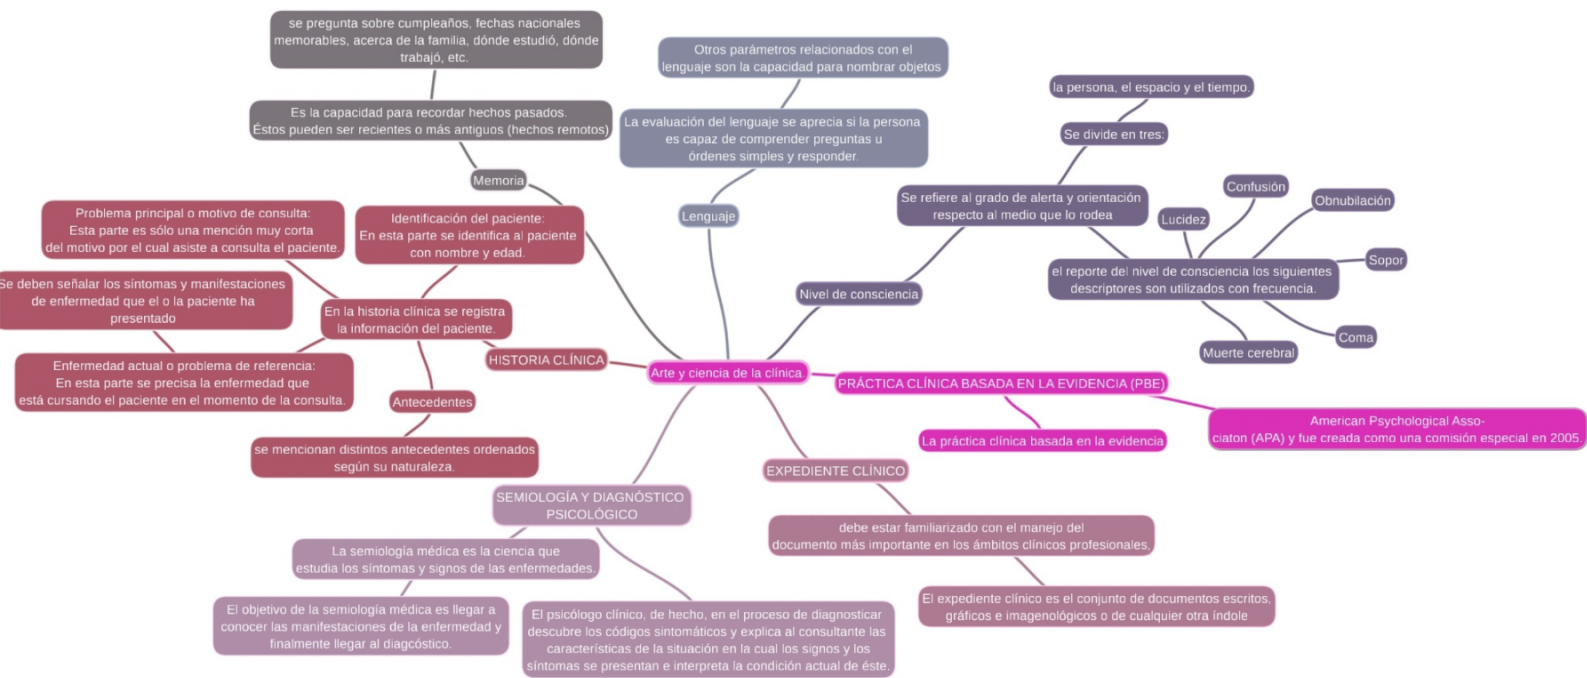 se pregunta sobre cumpleaños, fechas nacionales
memorables, acerca de la familia, dónde estudió, dónde
trabajó, etc.
Es la capacidad para recordar hechos pasados.
Éstos pueden ser recientes o más antiguos (hechos remotos)
Memoria
Otros parámetros relacionados con el
lenguaje son la capacidad para nombrar objetos
La evaluación del lenguaje se aprecia si la persona
es capaz de comprender preguntas u
órdenes simples y responder.
Lenguaje
la persona, el espacio y el tiempo.
Se divide en tres:
Se refiere al grado de alerta y orientación
respecto al medio que lo rodea
Nivel de consciencia
Lucidez
Confusión
Obnubilación
Sopor
el reporte del nivel de consciencia los siguientes
descriptores son utilizados con frecuencia.
Coma
Muerte cerebral
Problema principal o motivo de consulta:
Esta parte es sólo una mención muy corta
del motivo por el cual asiste a consulta el paciente.
Identificación del paciente:
En esta parte se identifica al paciente
con nombre y edad.
Se deben señalar los síntomas y manifestaciones
de enfermedad que el o la paciente ha
presentado
En la historia clínica se registra
la información del paciente.
HISTORIA CLÍNICA
Enfermedad actual o problema de referencia:
En esta parte se precisa la enfermedad que
está cursando el paciente en el momento de la consulta.
Antecedentes
se mencionan distintos antecedentes ordenados
según su naturaleza.
Arte y ciencia de la clínica
PRÁCTICA CLÍNICA BASADA EN LA EVIDENCIA (PBE)
La práctica clínica basada en la evidencia
American Psychological Asso-
ciaton (APA) y fue creada como una comisión especial en 2005.
EXPEDIENTE CLÍNICO
debe estar familiarizado con el manejo del
documento más importante en los ámbitos clínicos profesionales,
El expediente clínico es el conjunto de documentos escritos,
gráficos e imagenológicos o de cualquier otra índole
SEMIOLOGÍA Y DIAGNÓSTICO
PSICOLÓGICO
La semiología médica es la ciencia que
estudia los síntomas y signos de las enfermedades.
El objetivo de la semiología médica es llegar a
conocer las manifestaciones de la enfermedad y
finalmente llegar al diagcóstico.
El psicólogo clínico, de hecho, en el proceso de diagnosticar
descubre los códigos sintomáticos y explica al consultante las
características de la situación en la cual los signos y los
síntomas se presentan e interpreta la condición actual de éste.